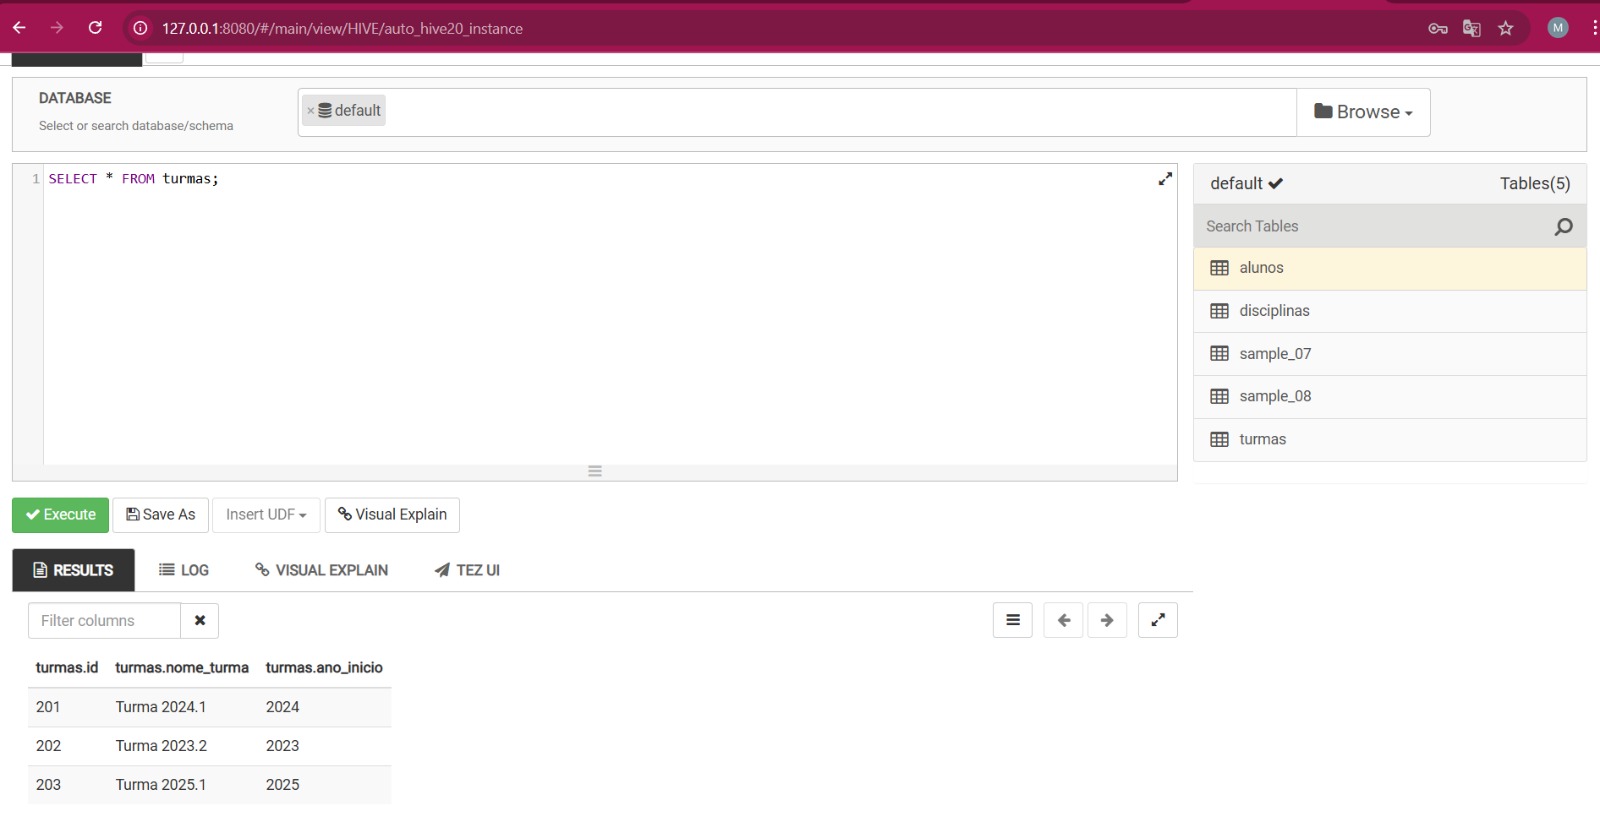 127.0.0.1:8080/#/main/view/HIVE/auto_hive20_instance
M
DATABASE
Select or search database/schema
× default
Browse
1 SELECT * FROM turmas;
default Tables(5)
Search Tables
alunos
disciplinas
sample_07
sample_08
turmas
Execute Save As Insert UDF Visual Explain
RESULTS LOG VISUAL EXPLAIN TEZ UI
Filter columns
turmas.id turmas.nome_turma turmas.ano_inicio
201 Turma 2024.1 2024
202 Turma 2023.2 2023
203 Turma 2025.1 2025